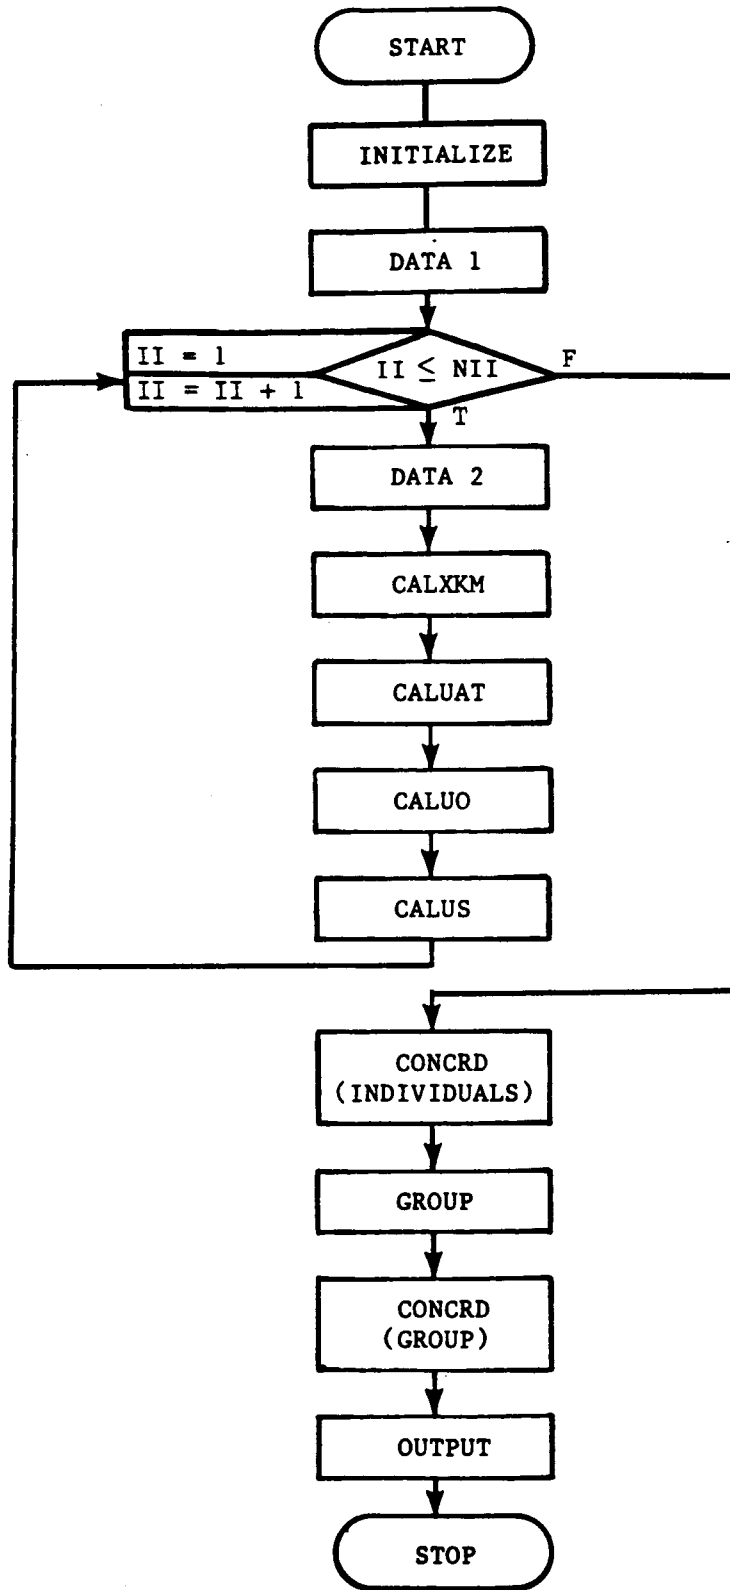 START
INITIALIZE
DATA 1
II = 1
II = II + 1
II ≤ NII
F
T
DATA 2
CALXKM
CALUAT
CALUO
CALUS
CONCRD
(INDIVIDUALS)
GROUP
CONCRD
(GROUP)
OUTPUT
STOP